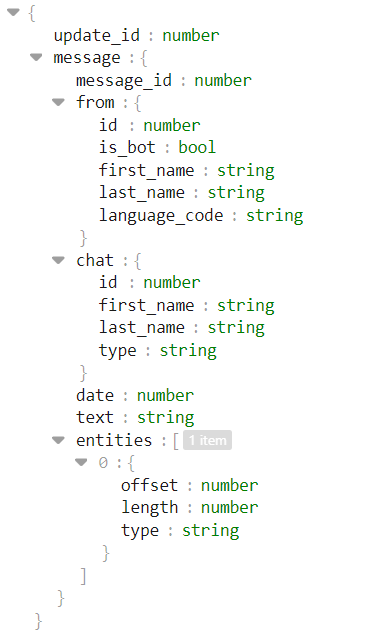 {
update_id : number
message : {
message_id : number
from : {
id : number
is_bot : bool
first_name : string
last_name : string
language_code : string
}
chat : {
id : number
first_name : string
last_name : string
type : string
}
date : number
text : string
entities : [ 1 item
0 : {
offset : number
length : number
type : string
}
]
}
}